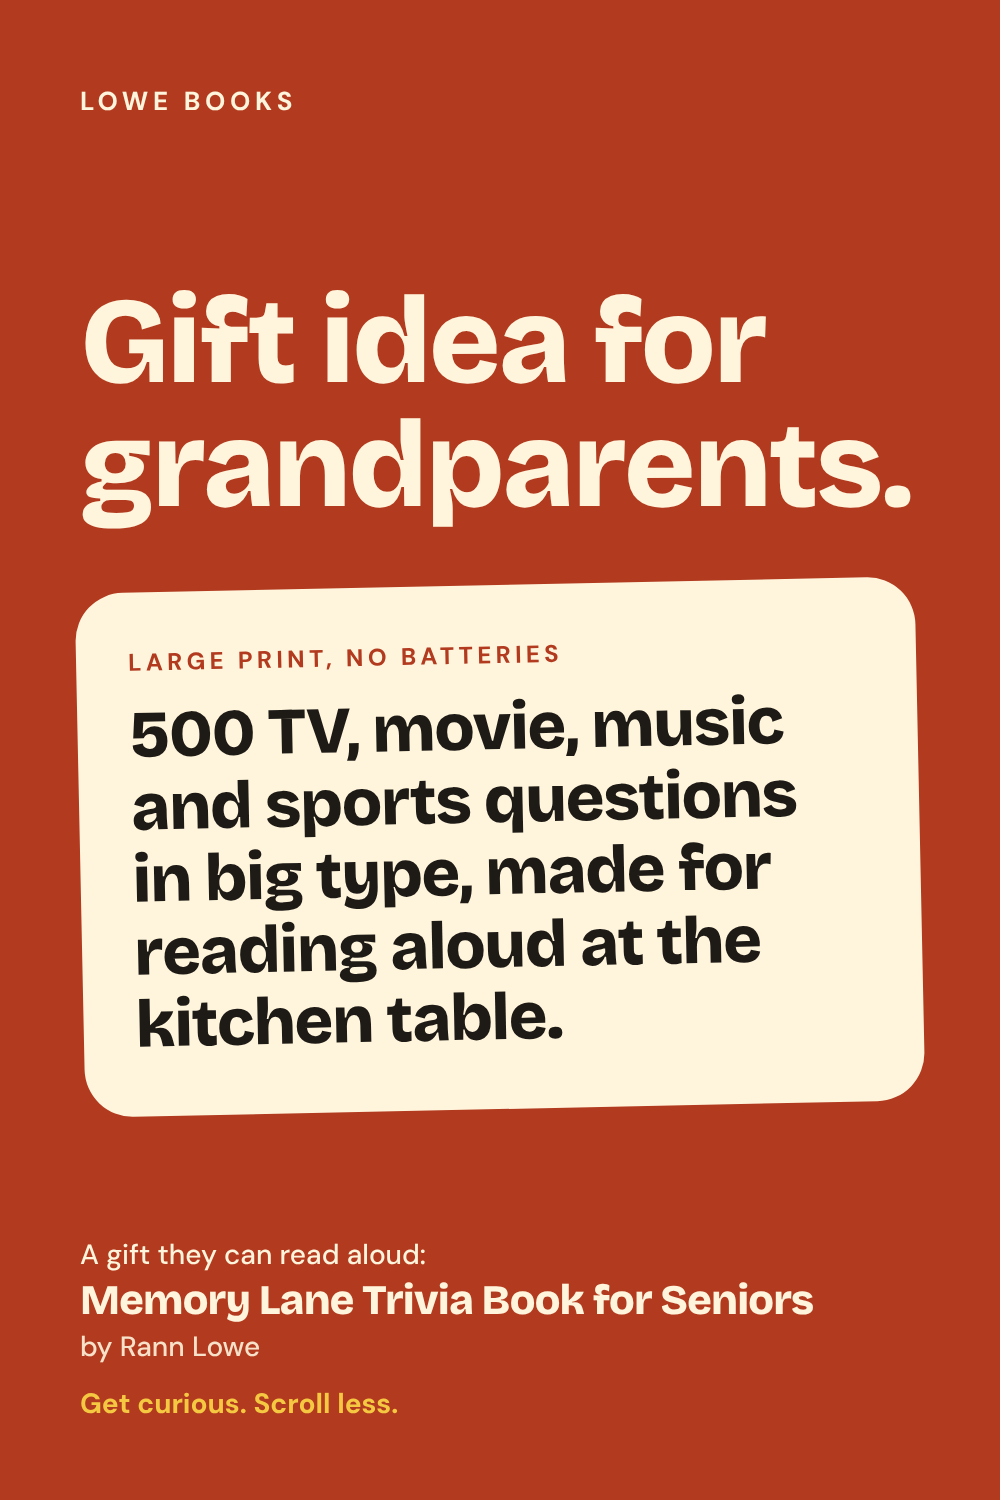 LOWE BOOKS
Gift idea for
grandparents.
LARGE PRINT, NO BATTERIES
500 TV, movie, music
and sports questions
in big type, made for
reading aloud at the
kitchen table.
A gift they can read aloud:
Memory Lane Trivia Book for Seniors
by Rann Lowe
Get curious. Scroll less.